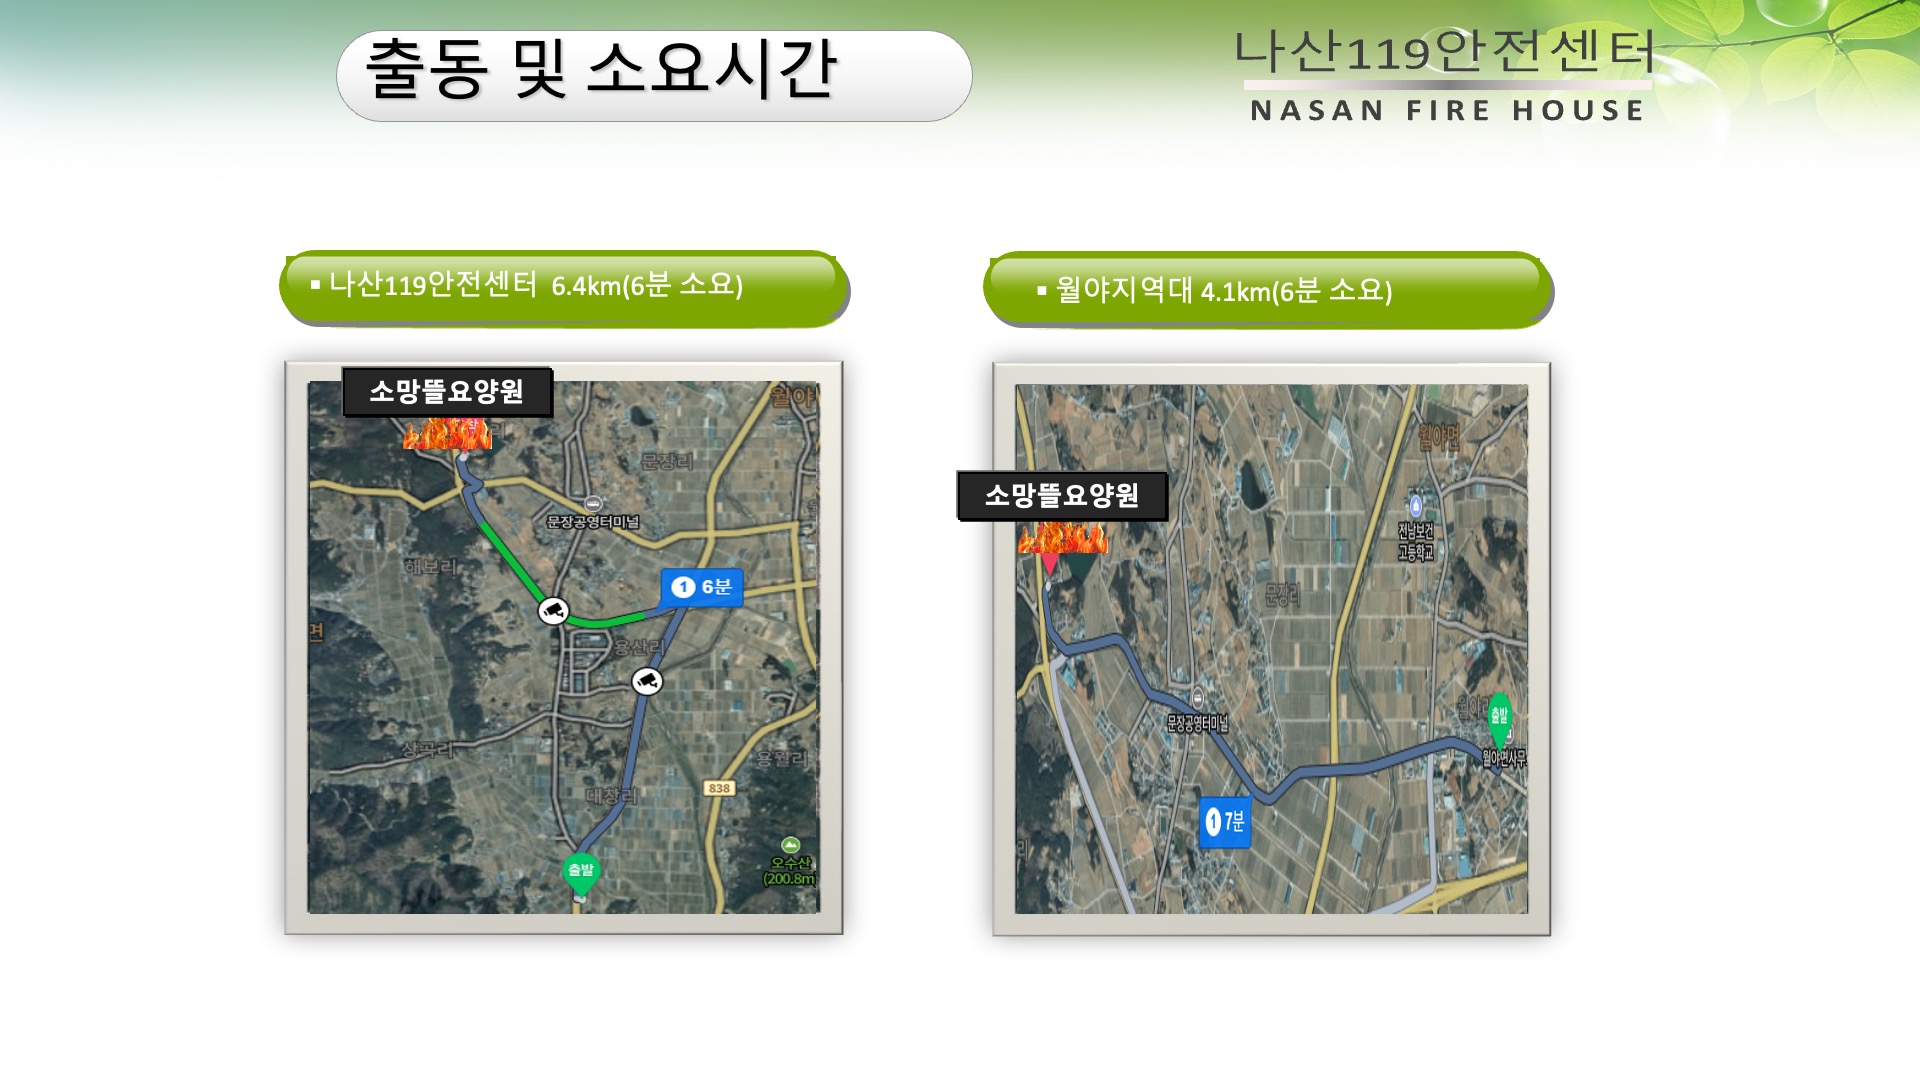 출동 및 소요시간
나산119안전센터
NASAN FIRE HOUSE
▪ 나산119안전센터 6.4km(6분 소요)
▪ 월야지역대 4.1km(6분 소요)
소망뜰요양원
월야
리
문장리
문장공영터미널
해보리
1 6분
면
용산리
상곡리
용월리
838
대창리
출발
오수산
(200.8m
월야면
소망뜰요양원
전남보건
고등학교
문장리
문장공영터미널
월야
출발
월야면사무
1 7분
리